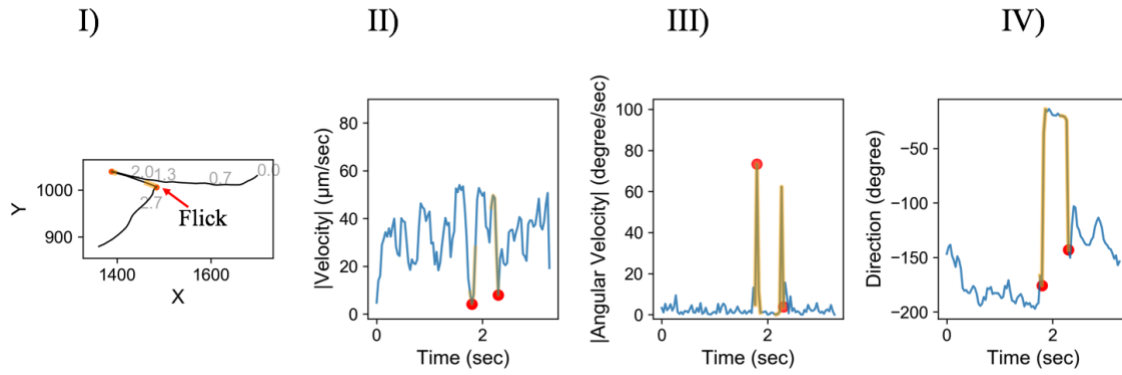 I)
II)
III)
IV)
Y
1000
900
1400
1600
X
2.0
1.3
0.7
0.0
2.7
Flick
|Velocity| (μm/sec)
80
60
40
20
0
0
2
Time (sec)
|Angular Velocity| (degree/sec)
100
80
60
40
20
0
0
2
Time (sec)
Direction (degree)
−50
−100
−150
−200
0
2
Time (sec)